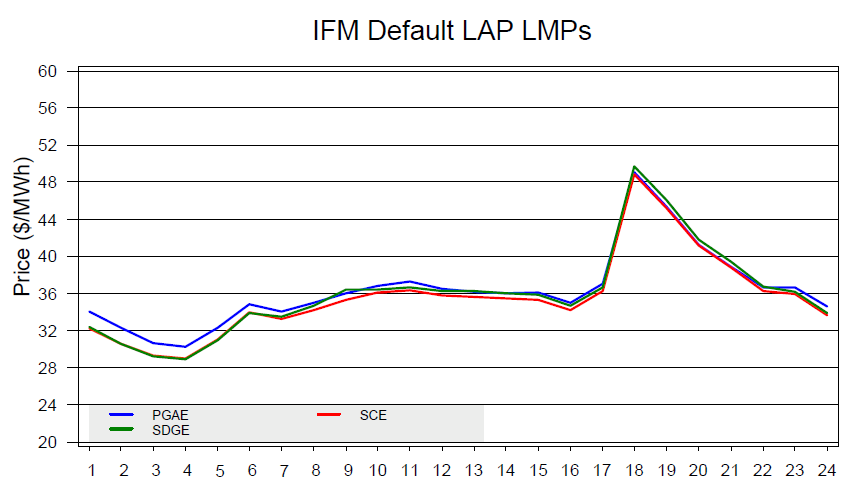 IFM Default LAP LMPs
Price ($/MWh)
60
56
52
48
44
40
36
32
28
24
20
PGAE SCE
SDGE
1 2 3 4 5 6 7 8 9 10 11 12 13 14 15 16 17 18 19 20 21 22 23 24